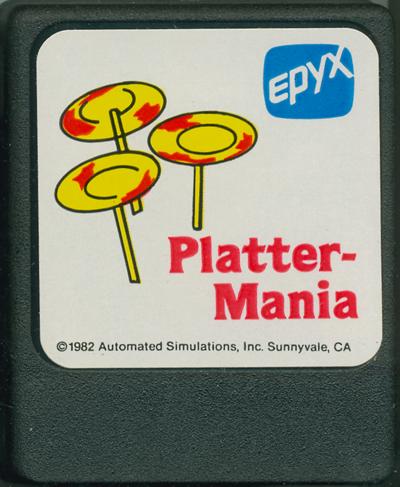 EPYX
Platter-
Mania
©1982 Automated Simulations, Inc. Sunnyvale, CA